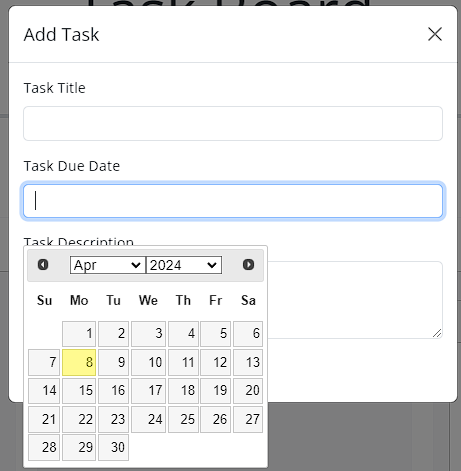 Task Board
Add Task
Task Title
Task Due Date
Task Description
Apr 2024
Su Mo Tu We Th Fr Sa
1 2 3 4 5 6
7 8 9 10 11 12 13
14 15 16 17 18 19 20
21 22 23 24 25 26 27
28 29 30